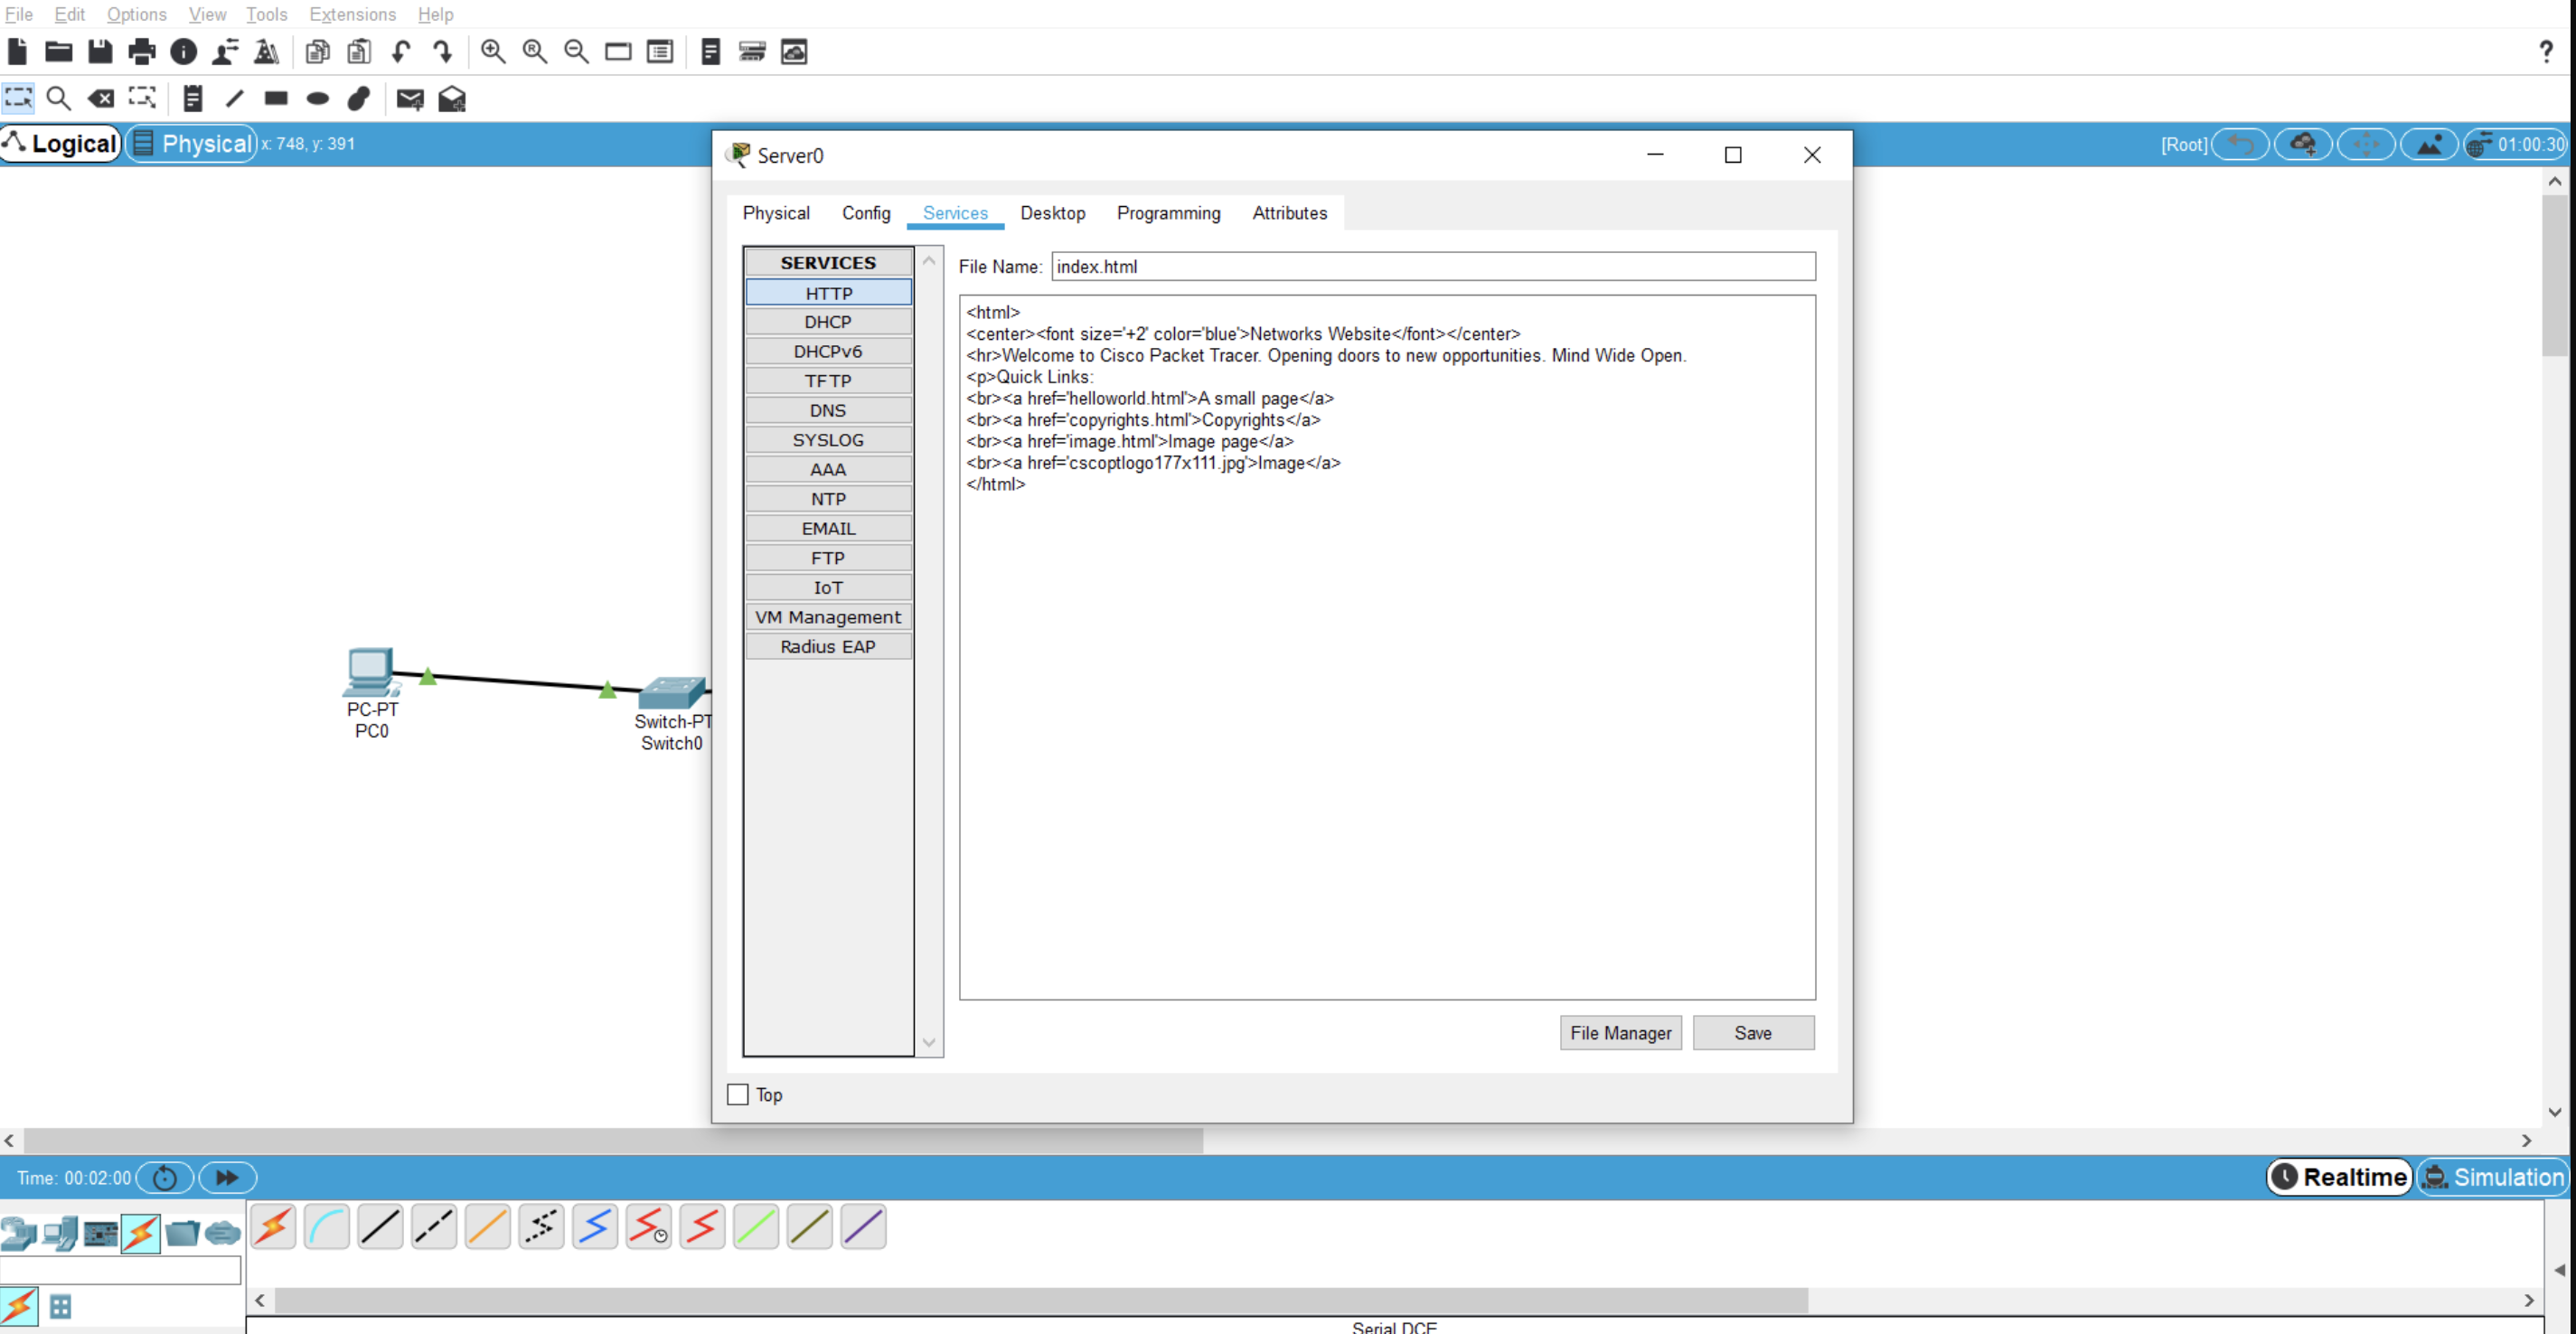 File Edit Options View Tools Extensions Help
?
Logical Physical x: 748, y: 391
[Root] 01:00:30
Server0
Physical Config Services Desktop Programming Attributes
SERVICES
HTTP
DHCP
DHCPv6
TFTP
DNS
SYSLOG
AAA
NTP
EMAIL
FTP
IoT
VM Management
Radius EAP
File Name: index.html
<html>
<center><font size='+2' color='blue'>Networks Website</font></center>
<hr>Welcome to Cisco Packet Tracer. Opening doors to new opportunities. Mind Wide Open.
<p>Quick Links:
<br><a href='helloworld.html'>A small page</a>
<br><a href='copyrights.html'>Copyrights</a>
<br><a href='image.html'>Image page</a>
<br><a href='cscoptlogo177x111.jpg'>Image</a>
</html>
File Manager Save
Top
PC-PT
PC0
Switch-PT
Switch0
Time: 00:02:00
Realtime Simulation
Serial DCE